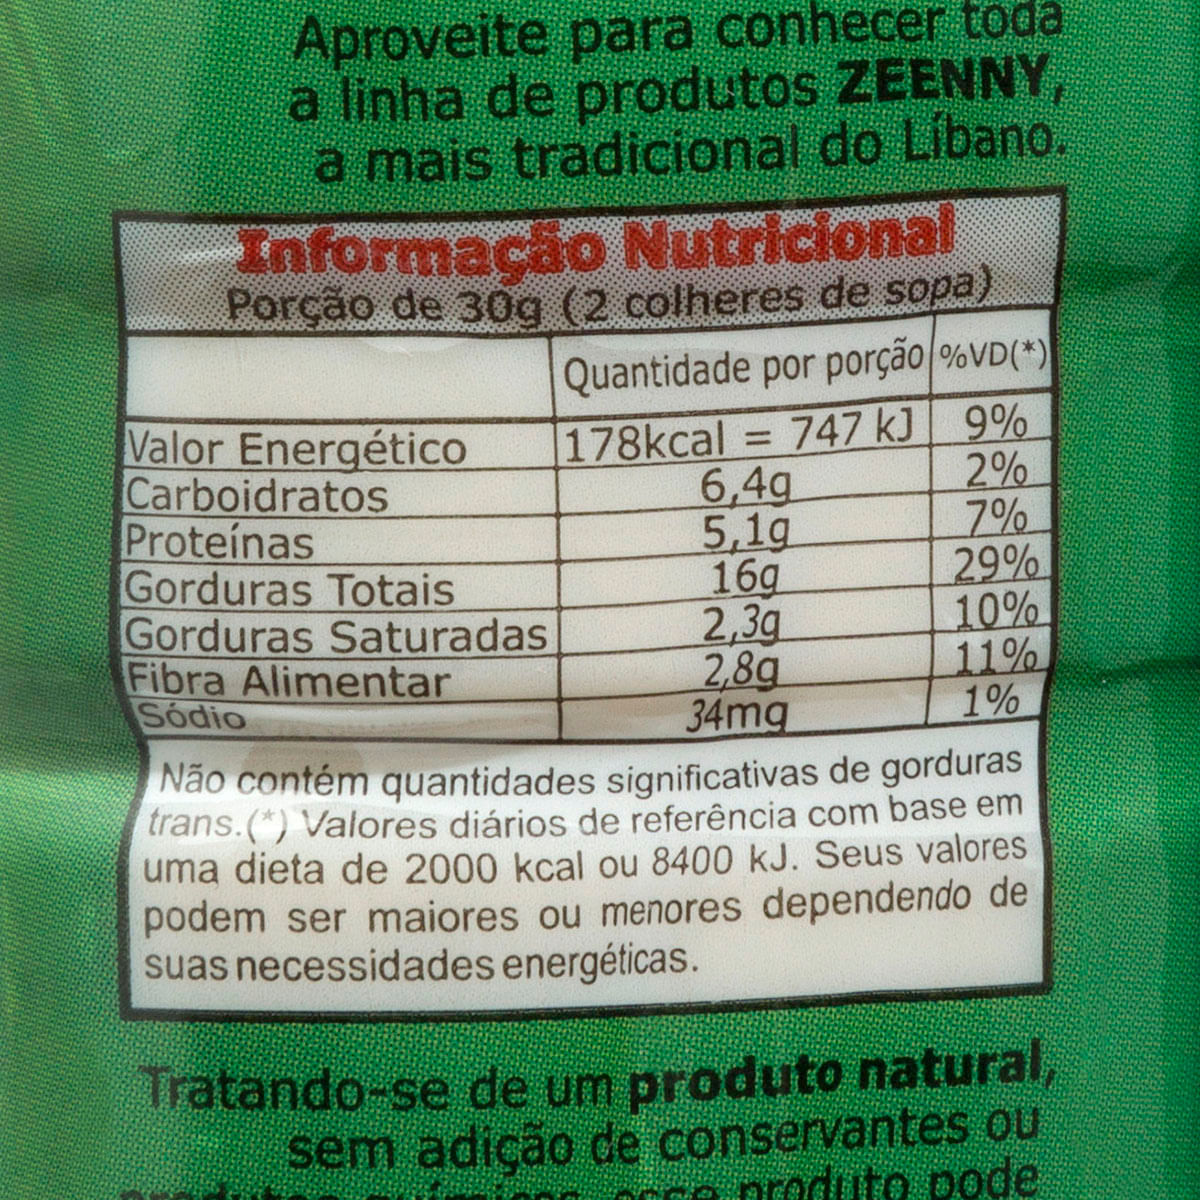 Aproveite para conhecer toda
a linha de produtos ZEENNY,
a mais tradicional do Líbano.
Informação Nutricional
Porção de 30g (2 colheres de sopa)
Quantidade por porção %VD(*)
Valor Energético 178kcal = 747 kJ 9%
Carboidratos 6,4g 2%
Proteínas 5,1g 7%
Gorduras Totais 16g 29%
Gorduras Saturadas 2,3g 10%
Fibra Alimentar 2,8g 11%
Sódio 34mg 1%
Não contém quantidades significativas de gorduras
trans.(*) Valores diários de referência com base em
uma dieta de 2000 kcal ou 8400 kJ. Seus valores
podem ser maiores ou menores dependendo de
suas necessidades energéticas.
Tratando-se de um produto natural,
sem adição de conservantes ou
produtos químicos, esse produto pode